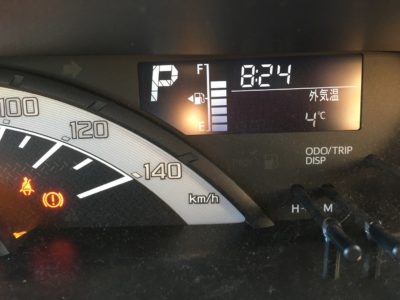 P
F
E
8:24
外気温
4℃
100
120
140
km/h
ODO/TRIP
DISP
H
M